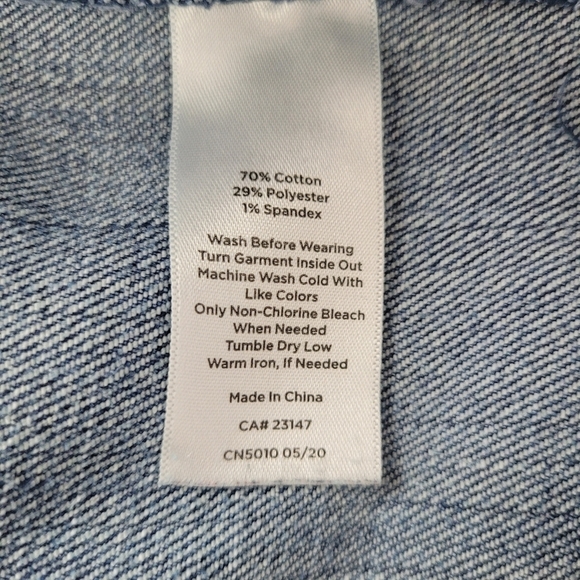 70% Cotton
29% Polyester
1% Spandex
Wash Before Wearing
Turn Garment Inside Out
Machine Wash Cold With
Like Colors
Only Non-Chlorine Bleach
When Needed
Tumble Dry Low
Warm Iron, If Needed
Made In China
CA# 23147
CN5010 05/20